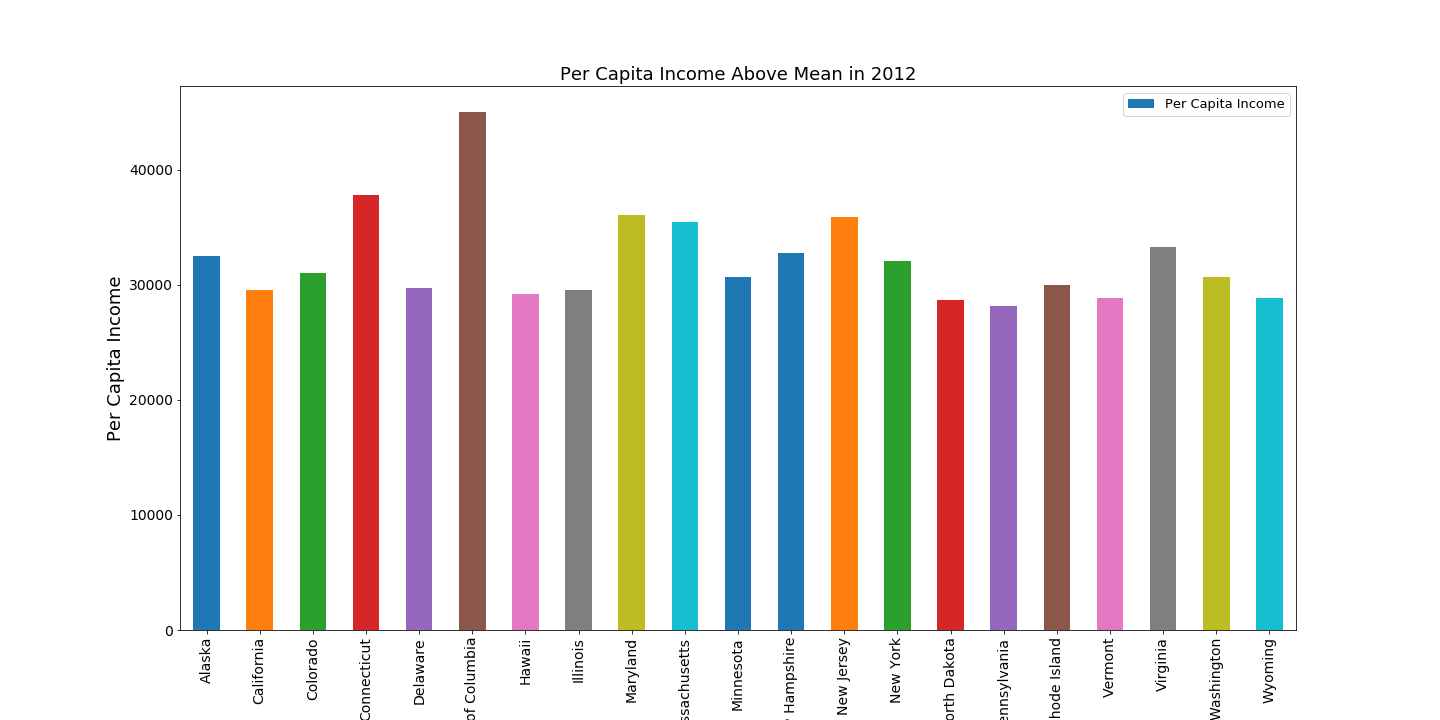 Per Capita Income Above Mean in 2012
Per Capita Income
Per Capita Income
40000
30000
20000
10000
0
Alaska
California
Colorado
Connecticut
Delaware
of Columbia
Hawaii
Illinois
Maryland
ssachusetts
Minnesota
Hampshire
New Jersey
New York
orth Dakota
ennsylvania
hode Island
Vermont
Virginia
Washington
Wyoming